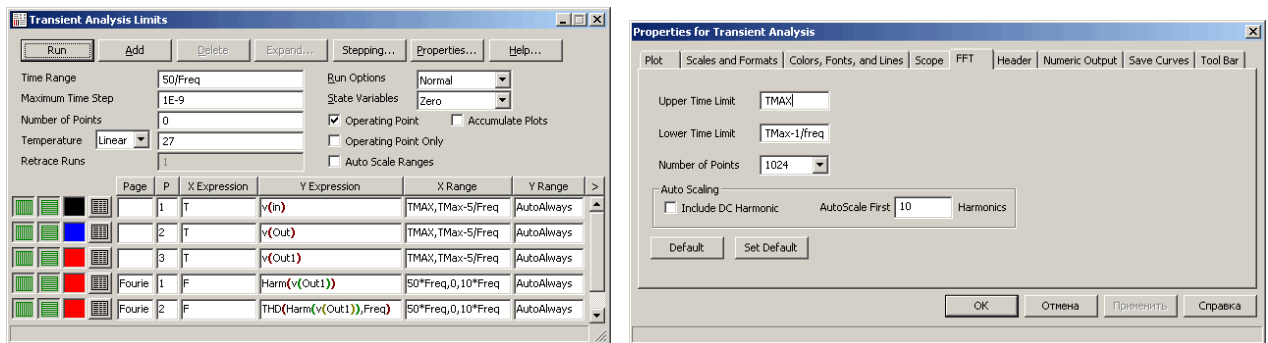 Transient Analysis Limits
Run Add Delete Expand... Stepping... Properties... Help...
Time Range 50/Freq Run Options Normal
Maximum Time Step 1E-9 State Variables Zero
Number of Points 0 Operating Point Accumulate Plots
Temperature Linear 27 Operating Point Only
Retrace Runs 1 Auto Scale Ranges
Page P X Expression Y Expression X Range Y Range >
1 T v(in) TMAX,TMax-5/Freq AutoAlways
2 T v(Out) TMAX,TMax-5/Freq AutoAlways
3 T v(Out1) TMAX,TMax-5/Freq AutoAlways
Fourie 1 F Harm(v(Out1)) 50*Freq,0,10*Freq AutoAlways
Fourie 2 F THD(Harm(v(Out1)),Freq) 50*Freq,0,10*Freq AutoAlways
Properties for Transient Analysis
Plot Scales and Formats Colors, Fonts, and Lines Scope FFT Header Numeric Output Save Curves Tool Bar
Upper Time Limit TMAX
Lower Time Limit TMax-1/freq
Number of Points 1024
Auto Scaling
Include DC Harmonic AutoScale First 10 Harmonics
Default Set Default
OK Отмена Применить Справка